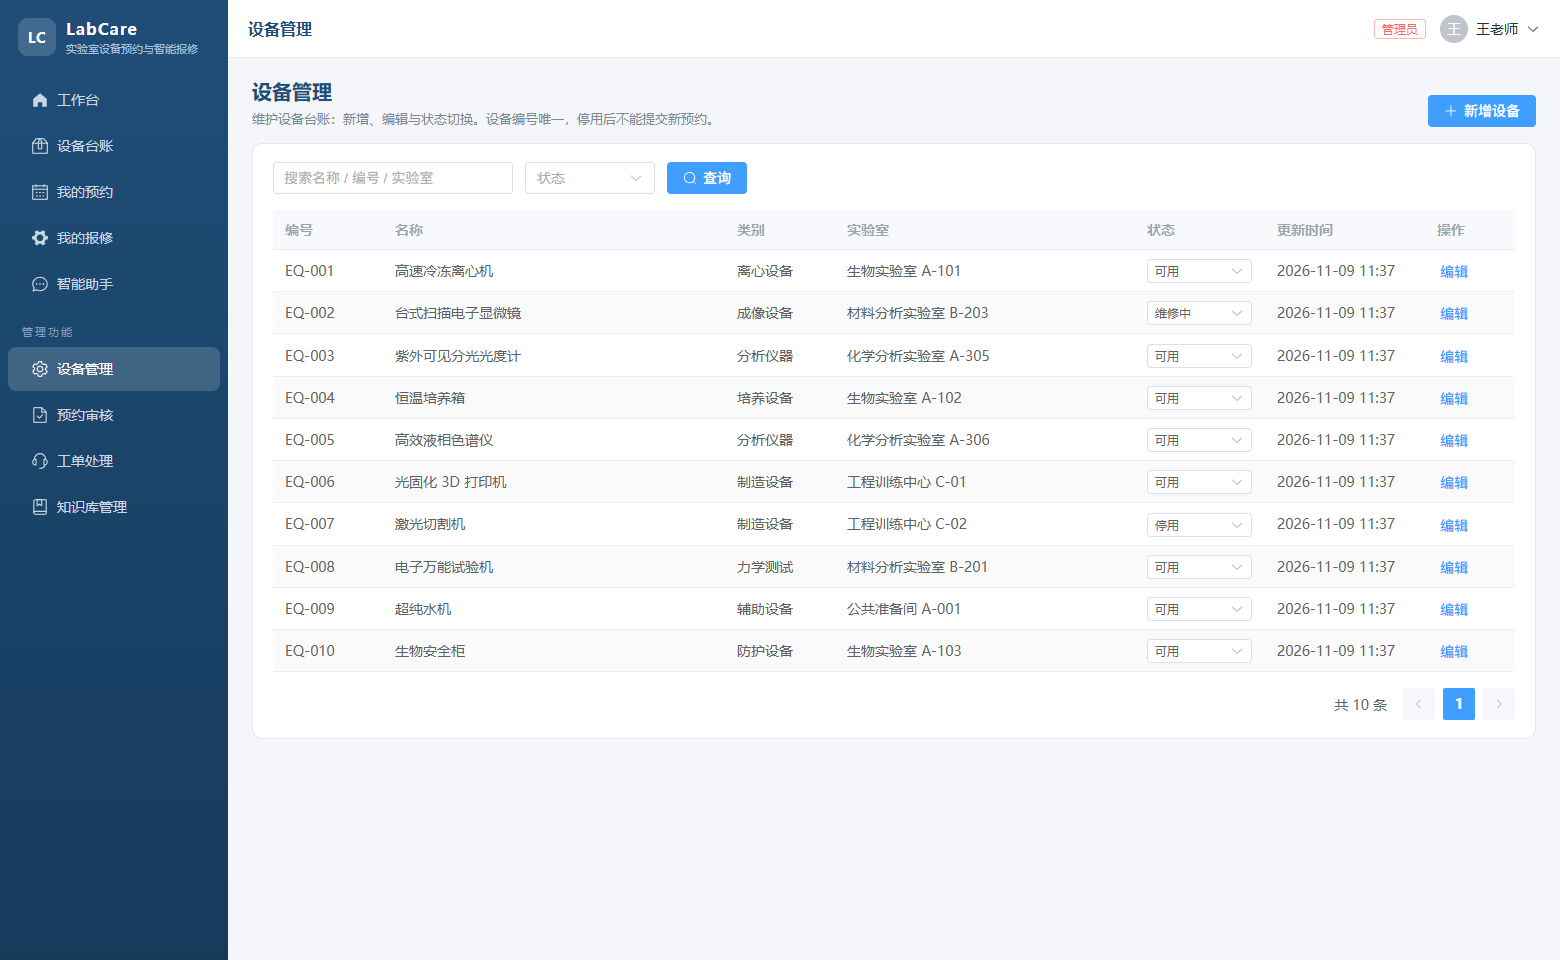 LC
LabCare
实验室设备预约与智能报修
工作台
设备台账
我的预约
我的报修
智能助手
管理功能
设备管理
预约审核
工单处理
知识库管理
设备管理
管理员
王
王老师
设备管理
维护设备台账：新增、编辑与状态切换。设备编号唯一，停用后不能提交新预约。
新增设备
搜索名称 / 编号 / 实验室
状态
查询
编号 名称 类别 实验室 状态 更新时间 操作
EQ-001 高速冷冻离心机 离心设备 生物实验室 A-101 可用 2026-11-09 11:37 编辑
EQ-002 台式扫描电子显微镜 成像设备 材料分析实验室 B-203 维修中 2026-11-09 11:37 编辑
EQ-003 紫外可见分光光度计 分析仪器 化学分析实验室 A-305 可用 2026-11-09 11:37 编辑
EQ-004 恒温培养箱 培养设备 生物实验室 A-102 可用 2026-11-09 11:37 编辑
EQ-005 高效液相色谱仪 分析仪器 化学分析实验室 A-306 可用 2026-11-09 11:37 编辑
EQ-006 光固化 3D 打印机 制造设备 工程训练中心 C-01 可用 2026-11-09 11:37 编辑
EQ-007 激光切割机 制造设备 工程训练中心 C-02 停用 2026-11-09 11:37 编辑
EQ-008 电子万能试验机 力学测试 材料分析实验室 B-201 可用 2026-11-09 11:37 编辑
EQ-009 超纯水机 辅助设备 公共准备间 A-001 可用 2026-11-09 11:37 编辑
EQ-010 生物安全柜 防护设备 生物实验室 A-103 可用 2026-11-09 11:37 编辑
共 10 条
1